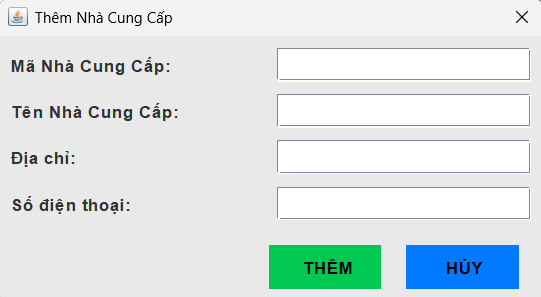 Thêm Nhà Cung Cấp
Mã Nhà Cung Cấp:
Tên Nhà Cung Cấp:
Địa chỉ:
Số điện thoại:
THÊM HỦY